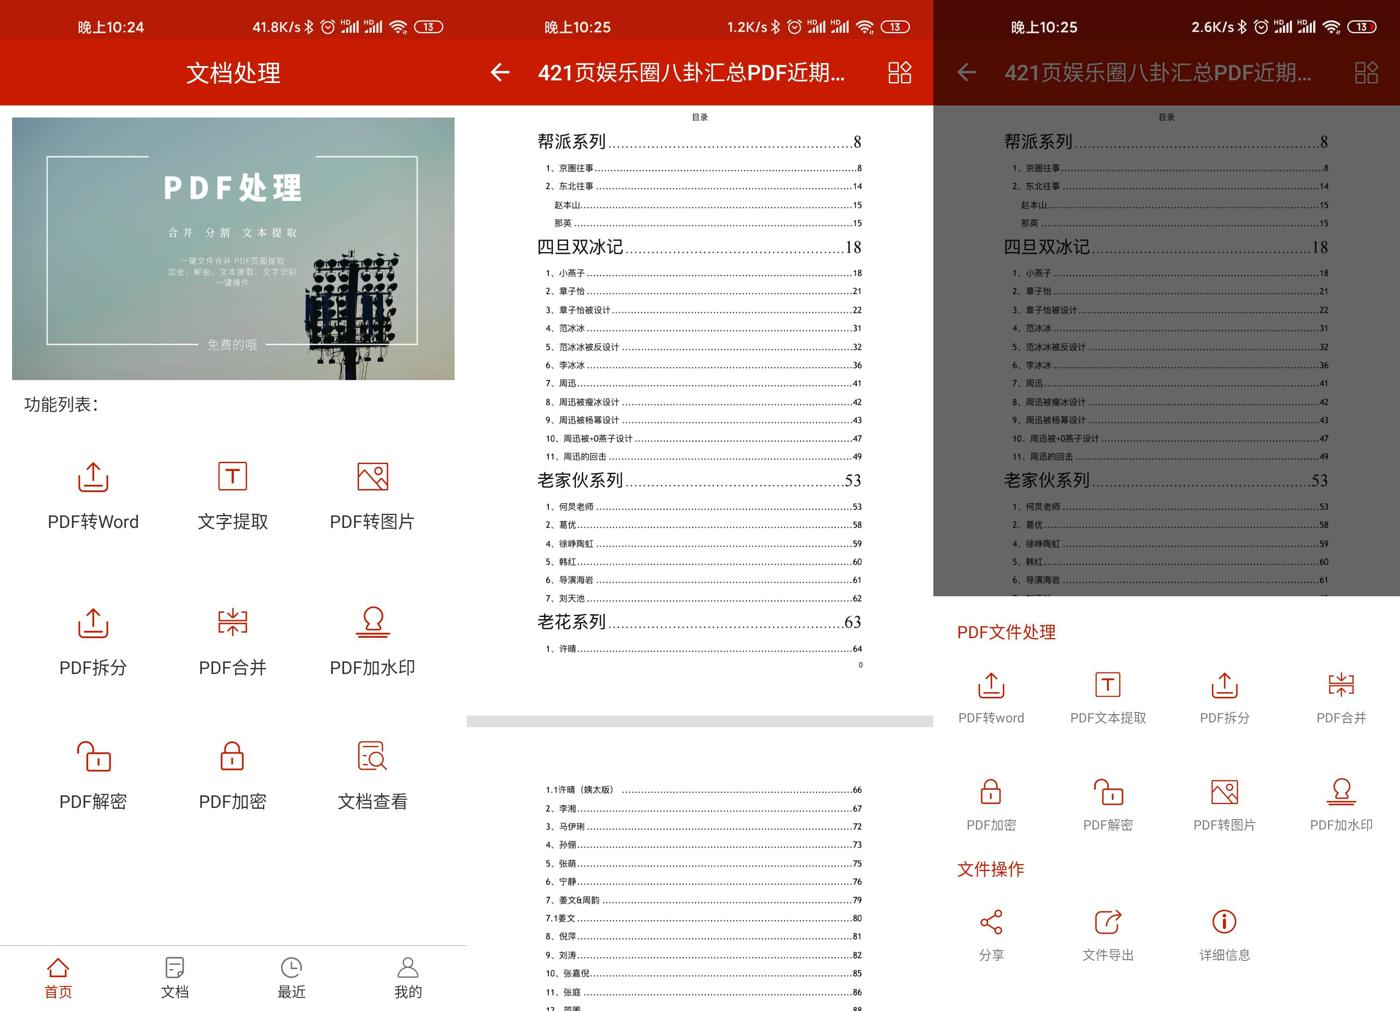 晚上10:24
41.8K/s
HD
HD
13
文档处理
PDF处理
合并 分割 文本提取
一键文件合并 PDF页面提取
加密、解密、文本提取、文字识别
一键操作
免费的哦
功能列表：
PDF转Word
文字提取
PDF转图片
PDF拆分
PDF合并
PDF加水印
PDF解密
PDF加密
文档查看
首页
文档
最近
我的
晚上10:25
1.2K/s
HD
HD
13
421页娱乐圈八卦汇总PDF近期...
目录
帮派系列........8
1、京圈往事........8
2、东北往事........14
赵本山........15
那英........15
四旦双冰记........18
1、小燕子........18
2、章子怡........21
3、章子怡被设计........22
4、范冰冰........31
5、范冰冰被反设计........32
6、李冰冰........36
7、周迅........41
8、周迅被瘦冰设计........42
9、周迅被杨幂设计........43
10、周迅被+0燕子设计........47
11、周迅的回击........49
老家伙系列........53
1、何炅老师........53
2、葛优........58
4、徐峥陶虹........59
5、韩红........60
6、导演海岩........61
7、刘天池........62
老花系列........63
1、许晴........64
0
1.1许晴（姨太版）........66
2、李湘........67
3、马伊琍........72
4、孙俪........73
5、张萌........75
6、宁静........76
7、姜文&周韵........79
7.1姜文........80
8、倪萍........81
9、刘涛........82
10、张嘉倪........85
11、张庭........86
晚上10:25
2.6K/s
HD
HD
13
421页娱乐圈八卦汇总PDF近期...
目录
帮派系列........8
1、京圈往事........8
2、东北往事........14
赵本山........15
那英........15
四旦双冰记........18
1、小燕子........18
2、章子怡........21
3、章子怡被设计........22
4、范冰冰........31
5、范冰冰被反设计........32
6、李冰冰........36
7、周迅........41
8、周迅被瘦冰设计........42
9、周迅被杨幂设计........43
10、周迅被+0燕子设计........47
11、周迅的回击........49
老家伙系列........53
1、何炅老师........53
2、葛优........58
4、徐峥陶虹........59
5、韩红........60
6、导演海岩........61
PDF文件处理
PDF转word
PDF文本提取
PDF拆分
PDF合并
PDF加密
PDF解密
PDF转图片
PDF加水印
文件操作
分享
文件导出
详细信息